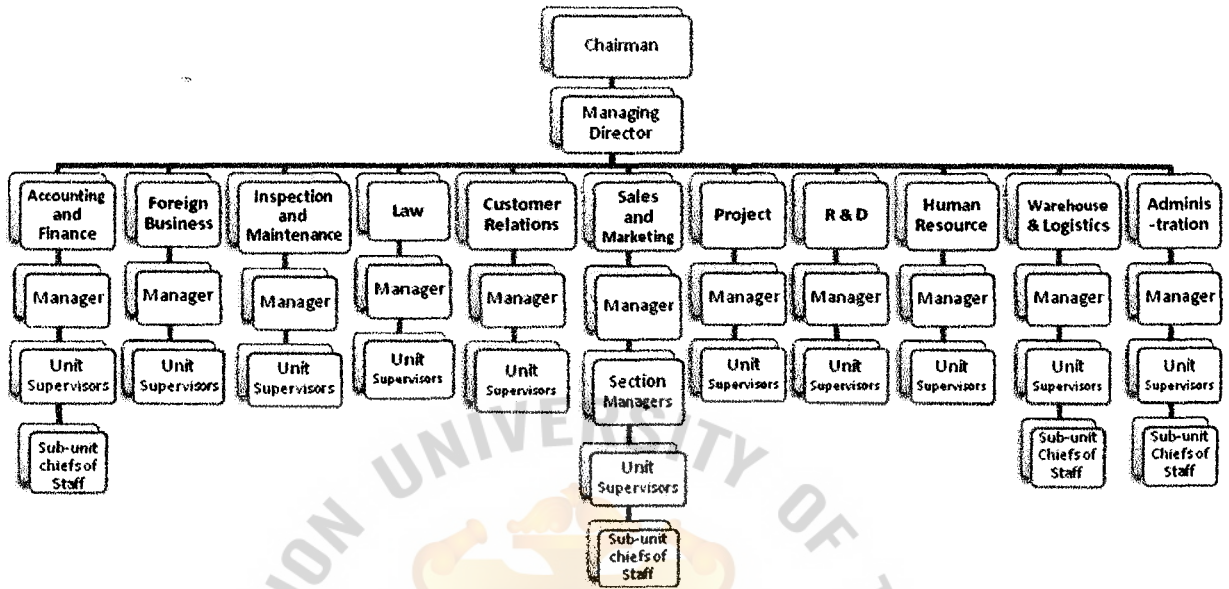 Chairman
Managing
Director
Accounting
and
Finance
Foreign
Business
Inspection
and
Maintenance
Law
Customer
Relations
Sales
and
Marketing
Project
R & D
Human
Resource
Warehouse
& Logistics
Adminis
-tration
Manager
Manager
Manager
Manager
Manager
Manager
Manager
Manager
Manager
Manager
Manager
Unit
Supervisors
Unit
Supervisors
Unit
Supervisors
Unit
Supervisors
Unit
Supervisors
Section
Managers
Unit
Supervisors
Unit
Supervisors
Unit
Supervisors
Unit
Supervisors
Unit
Supervisors
Sub-unit
chiefs of
Staff
Unit
Supervisors
Sub-unit
Chiefs of
Staff
Sub-unit
Chiefs of
Staff
Sub-unit
chiefs of
Staff
UNIVERSITY OF